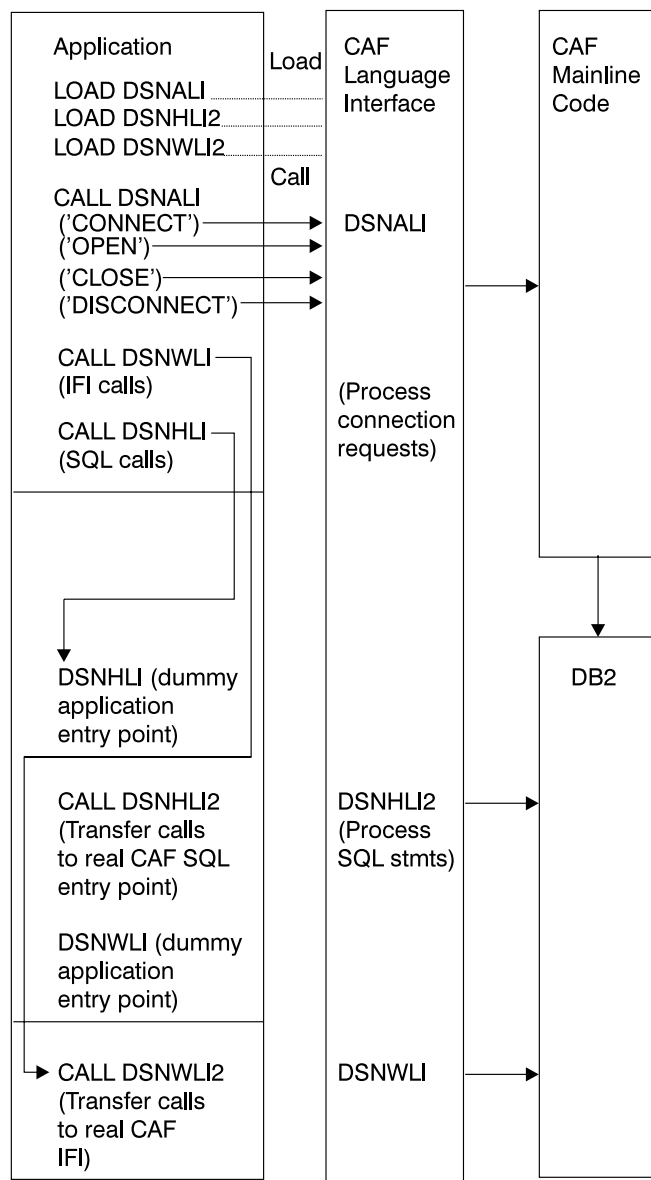 Application
LOAD DSNALI
LOAD DSNHLI2
LOAD DSNWLI2
CALL DSNALI
('CONNECT')
('OPEN')
('CLOSE')
('DISCONNECT')
CALL DSNWLI
(IFI calls)
CALL DSNHLI
(SQL calls)
DSNHLI (dummy
application
entry point)
CALL DSNHLI2
(Transfer calls
to real CAF SQL
entry point)
DSNWLI (dummy
application
entry point)
CALL DSNWLI2
(Transfer calls
to real CAF
IFI)
Load
Call
CAF
Language
Interface
DSNALI
(Process
connection
requests)
DSNHLI2
(Process
SQL stmts)
DSNWLI
CAF
Mainline
Code
DB2